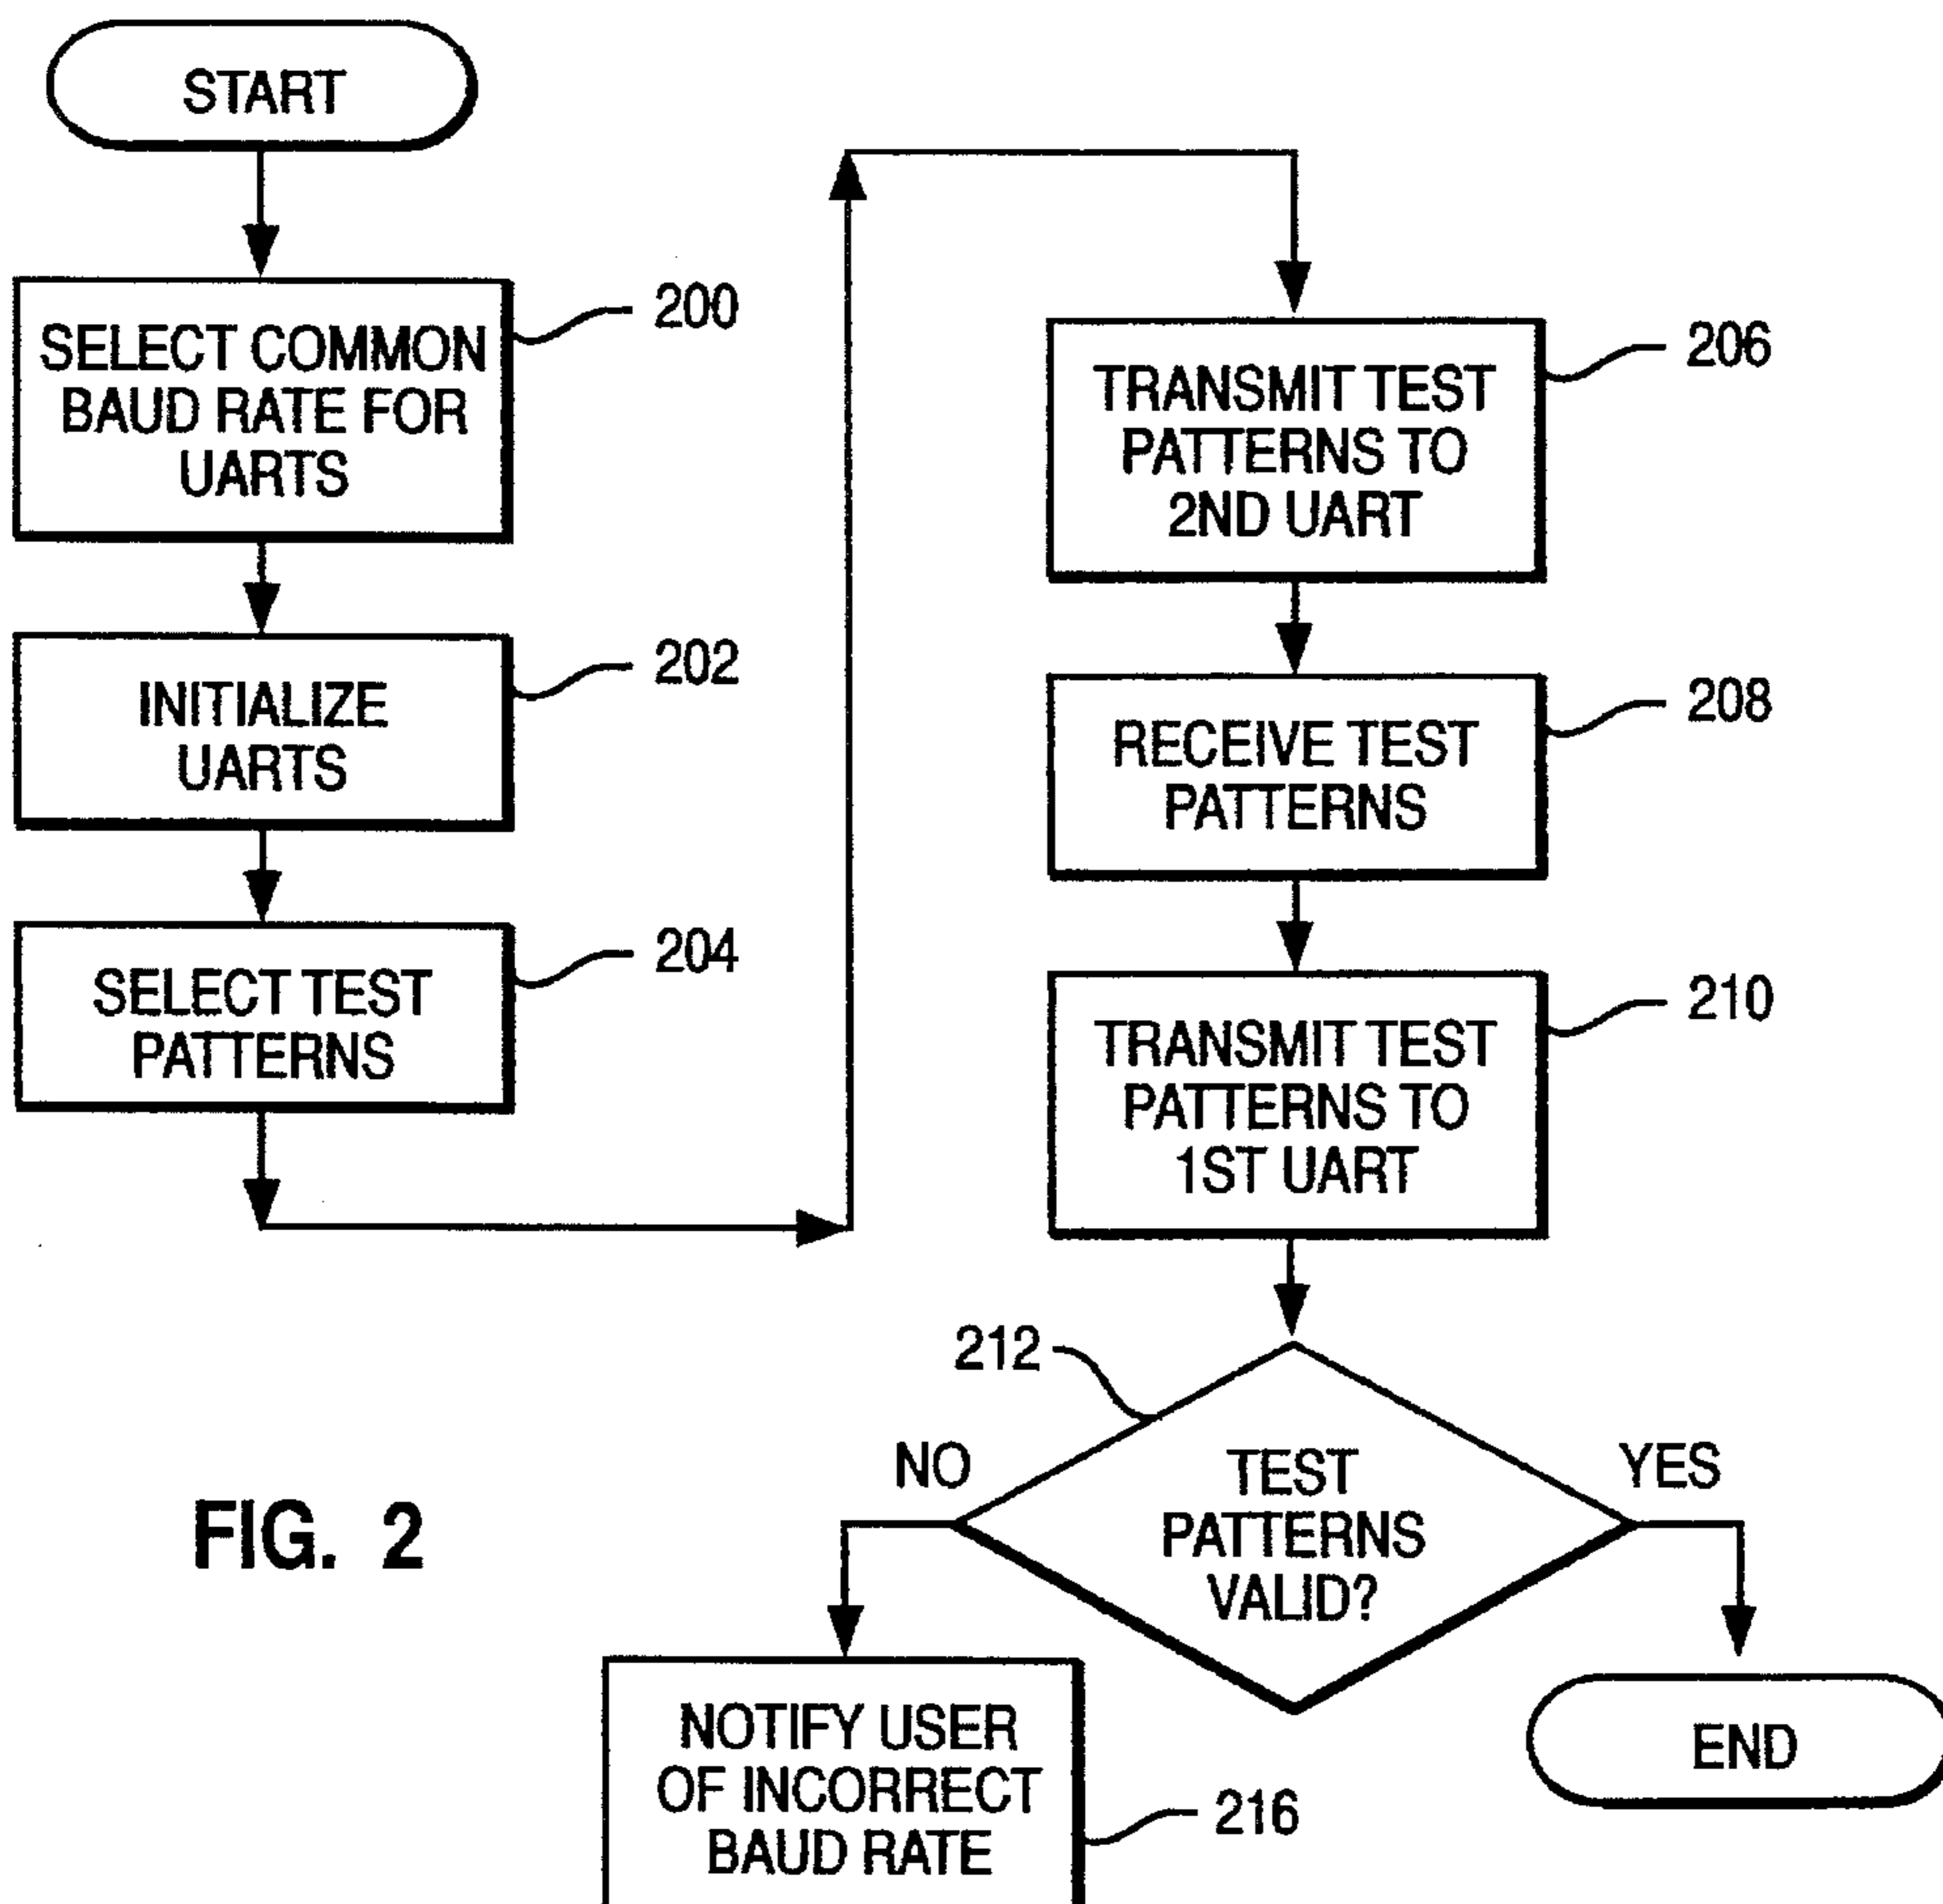 START
SELECT COMMON
BAUD RATE FOR
UARTS
200
INITIALIZE
UARTS
202
SELECT TEST
PATTERNS
204
TRANSMIT TEST
PATTERNS TO
2ND UART
206
RECEIVE TEST
PATTERNS
208
TRANSMIT TEST
PATTERNS TO
1ST UART
210
212
NO
TEST
PATTERNS
VALID?
YES
NOTIFY USER
OF INCORRECT
BAUD RATE
216
END
FIG. 2